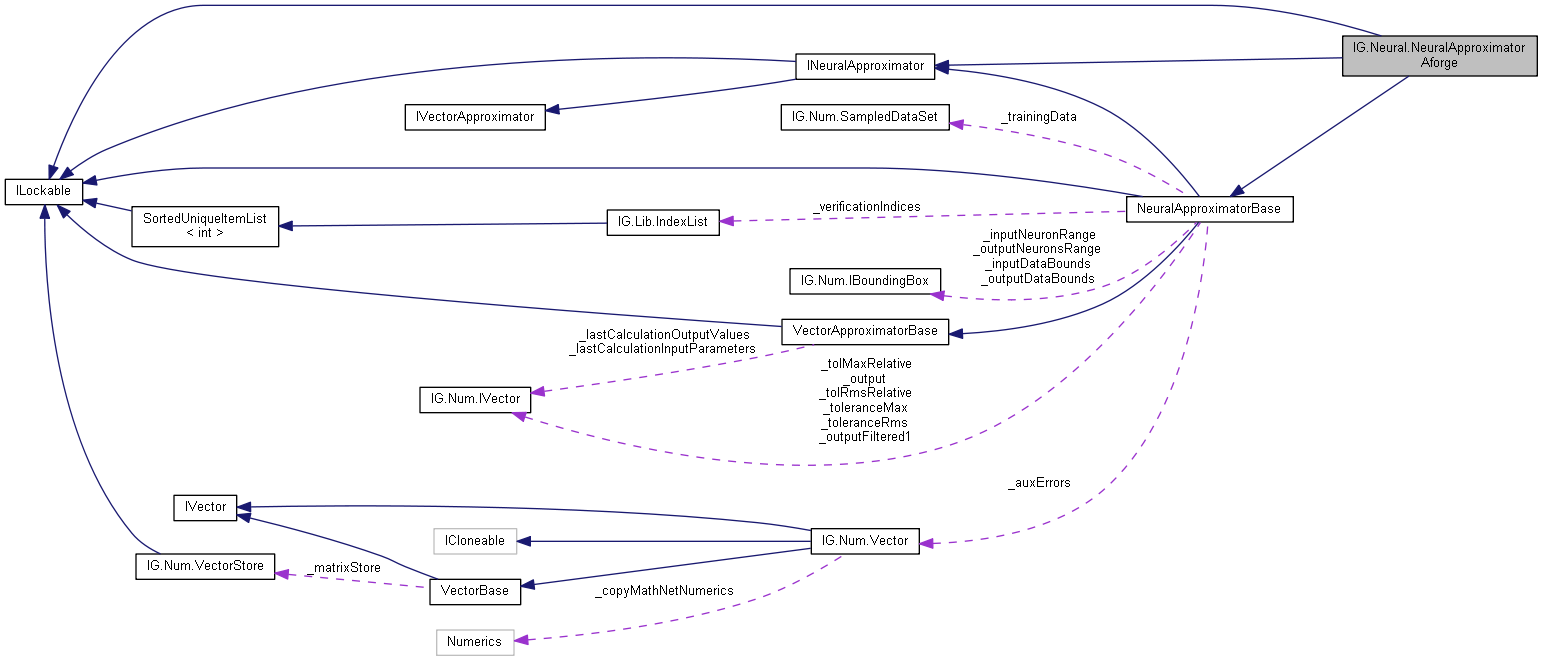 IG.Neural.NeuralApproximator
Aforge
INeuralApproximator
IVectorApproximator
IG.Num.SampledDataSet
_trainingData
ILockable
SortedUniqueItemList
< int >
IG.Lib.IndexList
_verificationIndices
NeuralApproximatorBase
_inputNeuronRange
_outputNeuronsRange
_inputDataBounds
_outputDataBounds
IG.Num.IBoundingBox
VectorApproximatorBase
_lastCalculationOutputValues
_lastCalculationInputParameters
_tolMaxRelative
_output
_tolRmsRelative
_toleranceMax
_toleranceRms
_outputFiltered1
IG.Num.IVector
_auxErrors
IVector
ICloneable
IG.Num.Vector
IG.Num.VectorStore
_matrixStore
VectorBase
_copyMathNetNumerics
Numerics